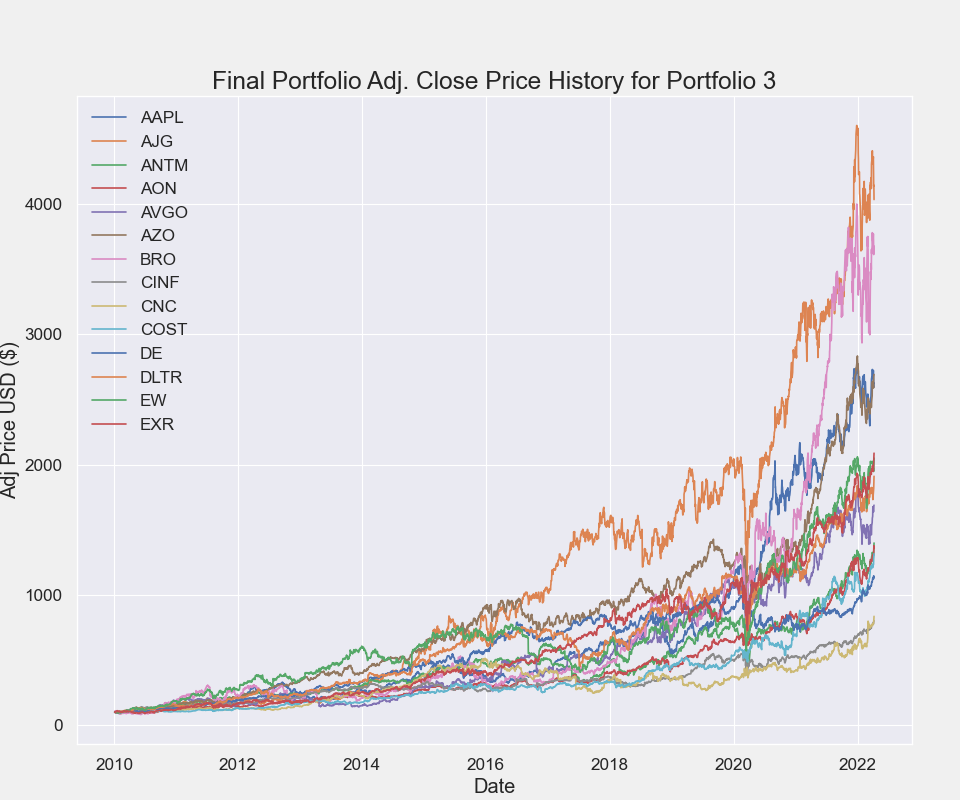 Final Portfolio Adj. Close Price History for Portfolio 3
AAPL
AJG
ANTM
AON
AVGO
AZO
BRO
CINF
CNC
COST
DE
DLTR
EW
EXR
Adj Price USD ($)
4000
3000
2000
1000
0
2010
2012
2014
2016
2018
2020
2022
Date